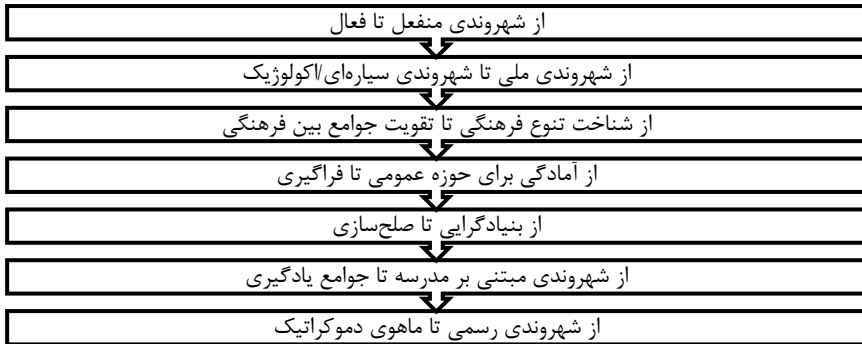 از شهروندی منفعل تا فعال
از شهروندی ملی تا شهروندی سیاره‌ای/اکولوژیک
از شناخت تنوع فرهنگی تا تقویت جوامع بین فرهنگی
از آمادگی برای حوزه عمومی تا فراگیری
از بنیادگرایی تا صلح‌سازی
از شهروندی مبتنی بر مدرسه تا جوامع یادگیری
از شهروندی رسمی تا ماهوی دموکراتیک